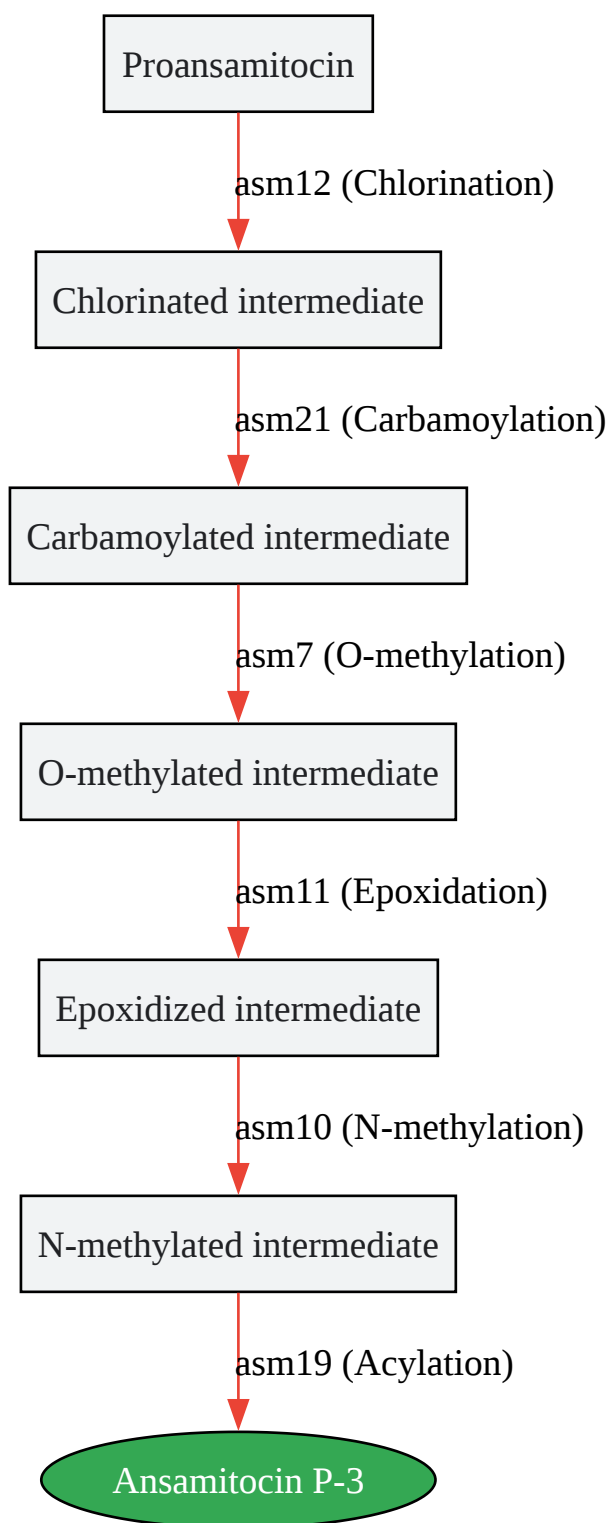 Proansamitocin
asm12 (Chlorination)
Chlorinated intermediate
asm21 (Carbamoylation)
Carbamoylated intermediate
asm7 (O-methylation)
O-methylated intermediate
asm11 (Epoxidation)
Epoxidized intermediate
asm10 (N-methylation)
N-methylated intermediate
asm19 (Acylation)
Ansamitocin P-3